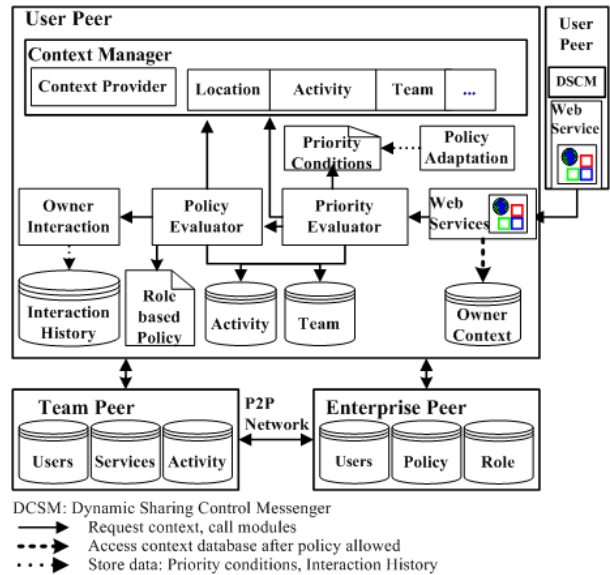 User Peer
User
Peer
Context Manager
Context Provider
Location
Activity
Team
...
DSCM
Web
Service
Priority
Conditions
Policy
Adaptation
Owner
Interaction
Policy
Evaluator
Priority
Evaluator
Web
Services
Interaction
History
Role
based
Policy
Activity
Team
Owner
Context
Team Peer
Users
Services
Activity
P2P
Network
Enterprise Peer
Users
Policy
Role
DCSM: Dynamic Sharing Control Messenger
Request context, call modules
Access context database after policy allowed
Store data: Priority conditions, Interaction History